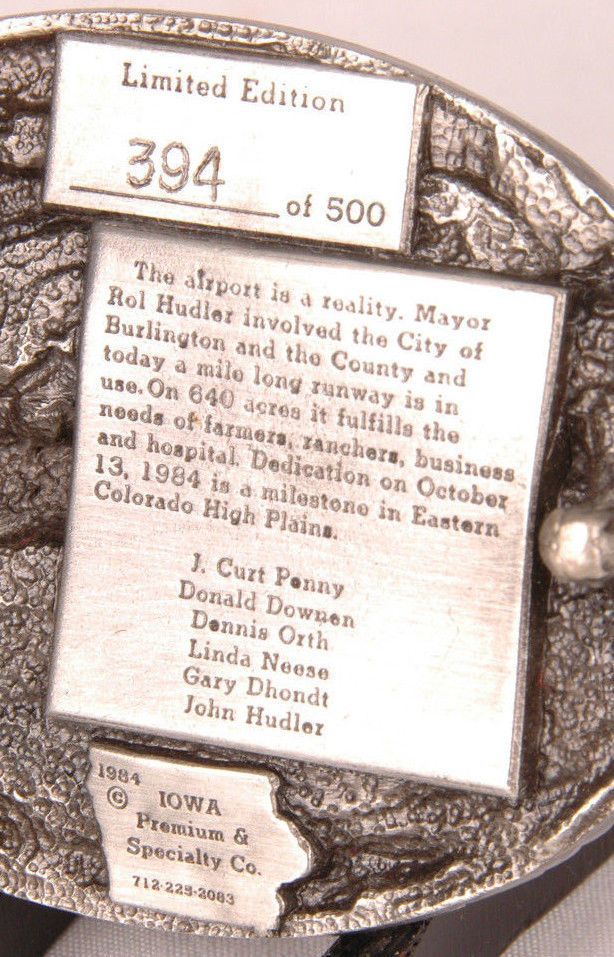 Limited Edition
394 of 500
The airport is a reality. Mayor
Rol Hudler involved the City of
Burlington and the County and
today a mile long runway is in
use. On 640 acres it fulfills the
needs of farmers, ranchers, business
and hospital. Dedication on October
13, 1984 is a milestone in Eastern
Colorado High Plains.
J. Curt Penny
Donald Downen
Dennis Orth
Linda Neese
Gary Dhondt
John Hudler
1984
© IOWA
Premium &
Specialty Co.
712-225-2083